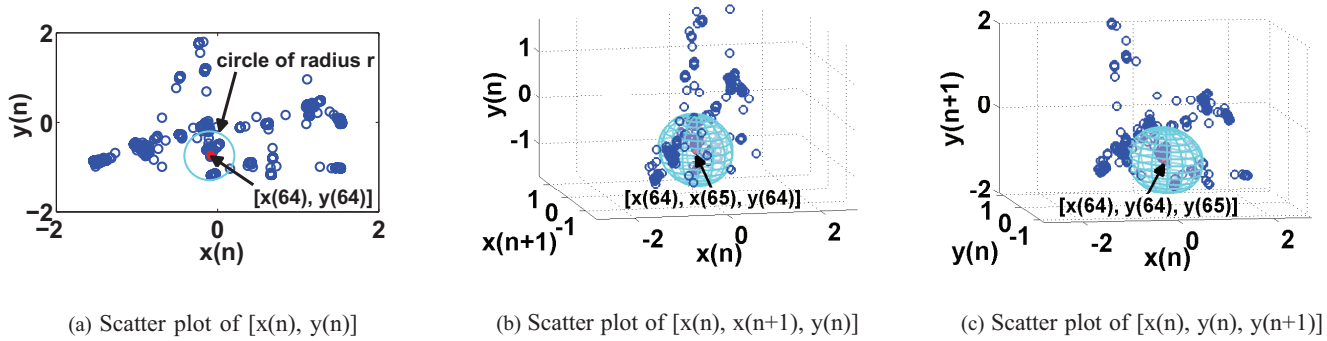 2
0
−2
y(n)
circle of radius r
[x(64), y(64)]
−2
0
2
x(n)
(a) Scatter plot of [x(n), y(n)]
1
0
-1
y(n)
[x(64), x(65), y(64)]
1
0
-1
x(n+1)
-2
0
2
x(n)
(b) Scatter plot of [x(n), x(n+1), y(n)]
2
0
-2
y(n+1)
[x(64), y(64), y(65)]
1
0
-1
y(n)
-2
0
2
x(n)
(c) Scatter plot of [x(n), y(n), y(n+1)]